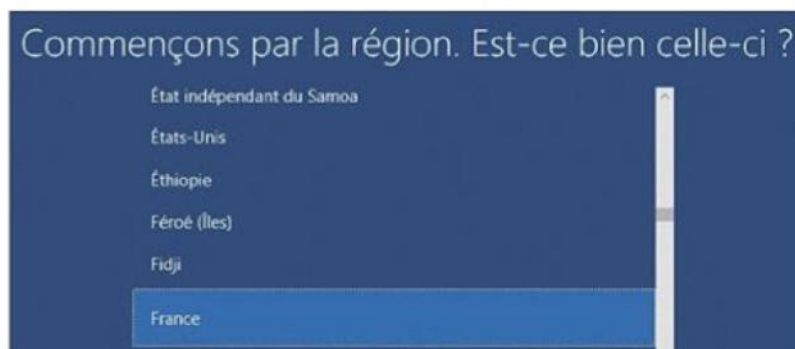 Commençons par la région. Est-ce bien celle-ci ?
État indépendant du Samoa
États-Unis
Éthiopie
Féroé (Îles)
Fidji
France